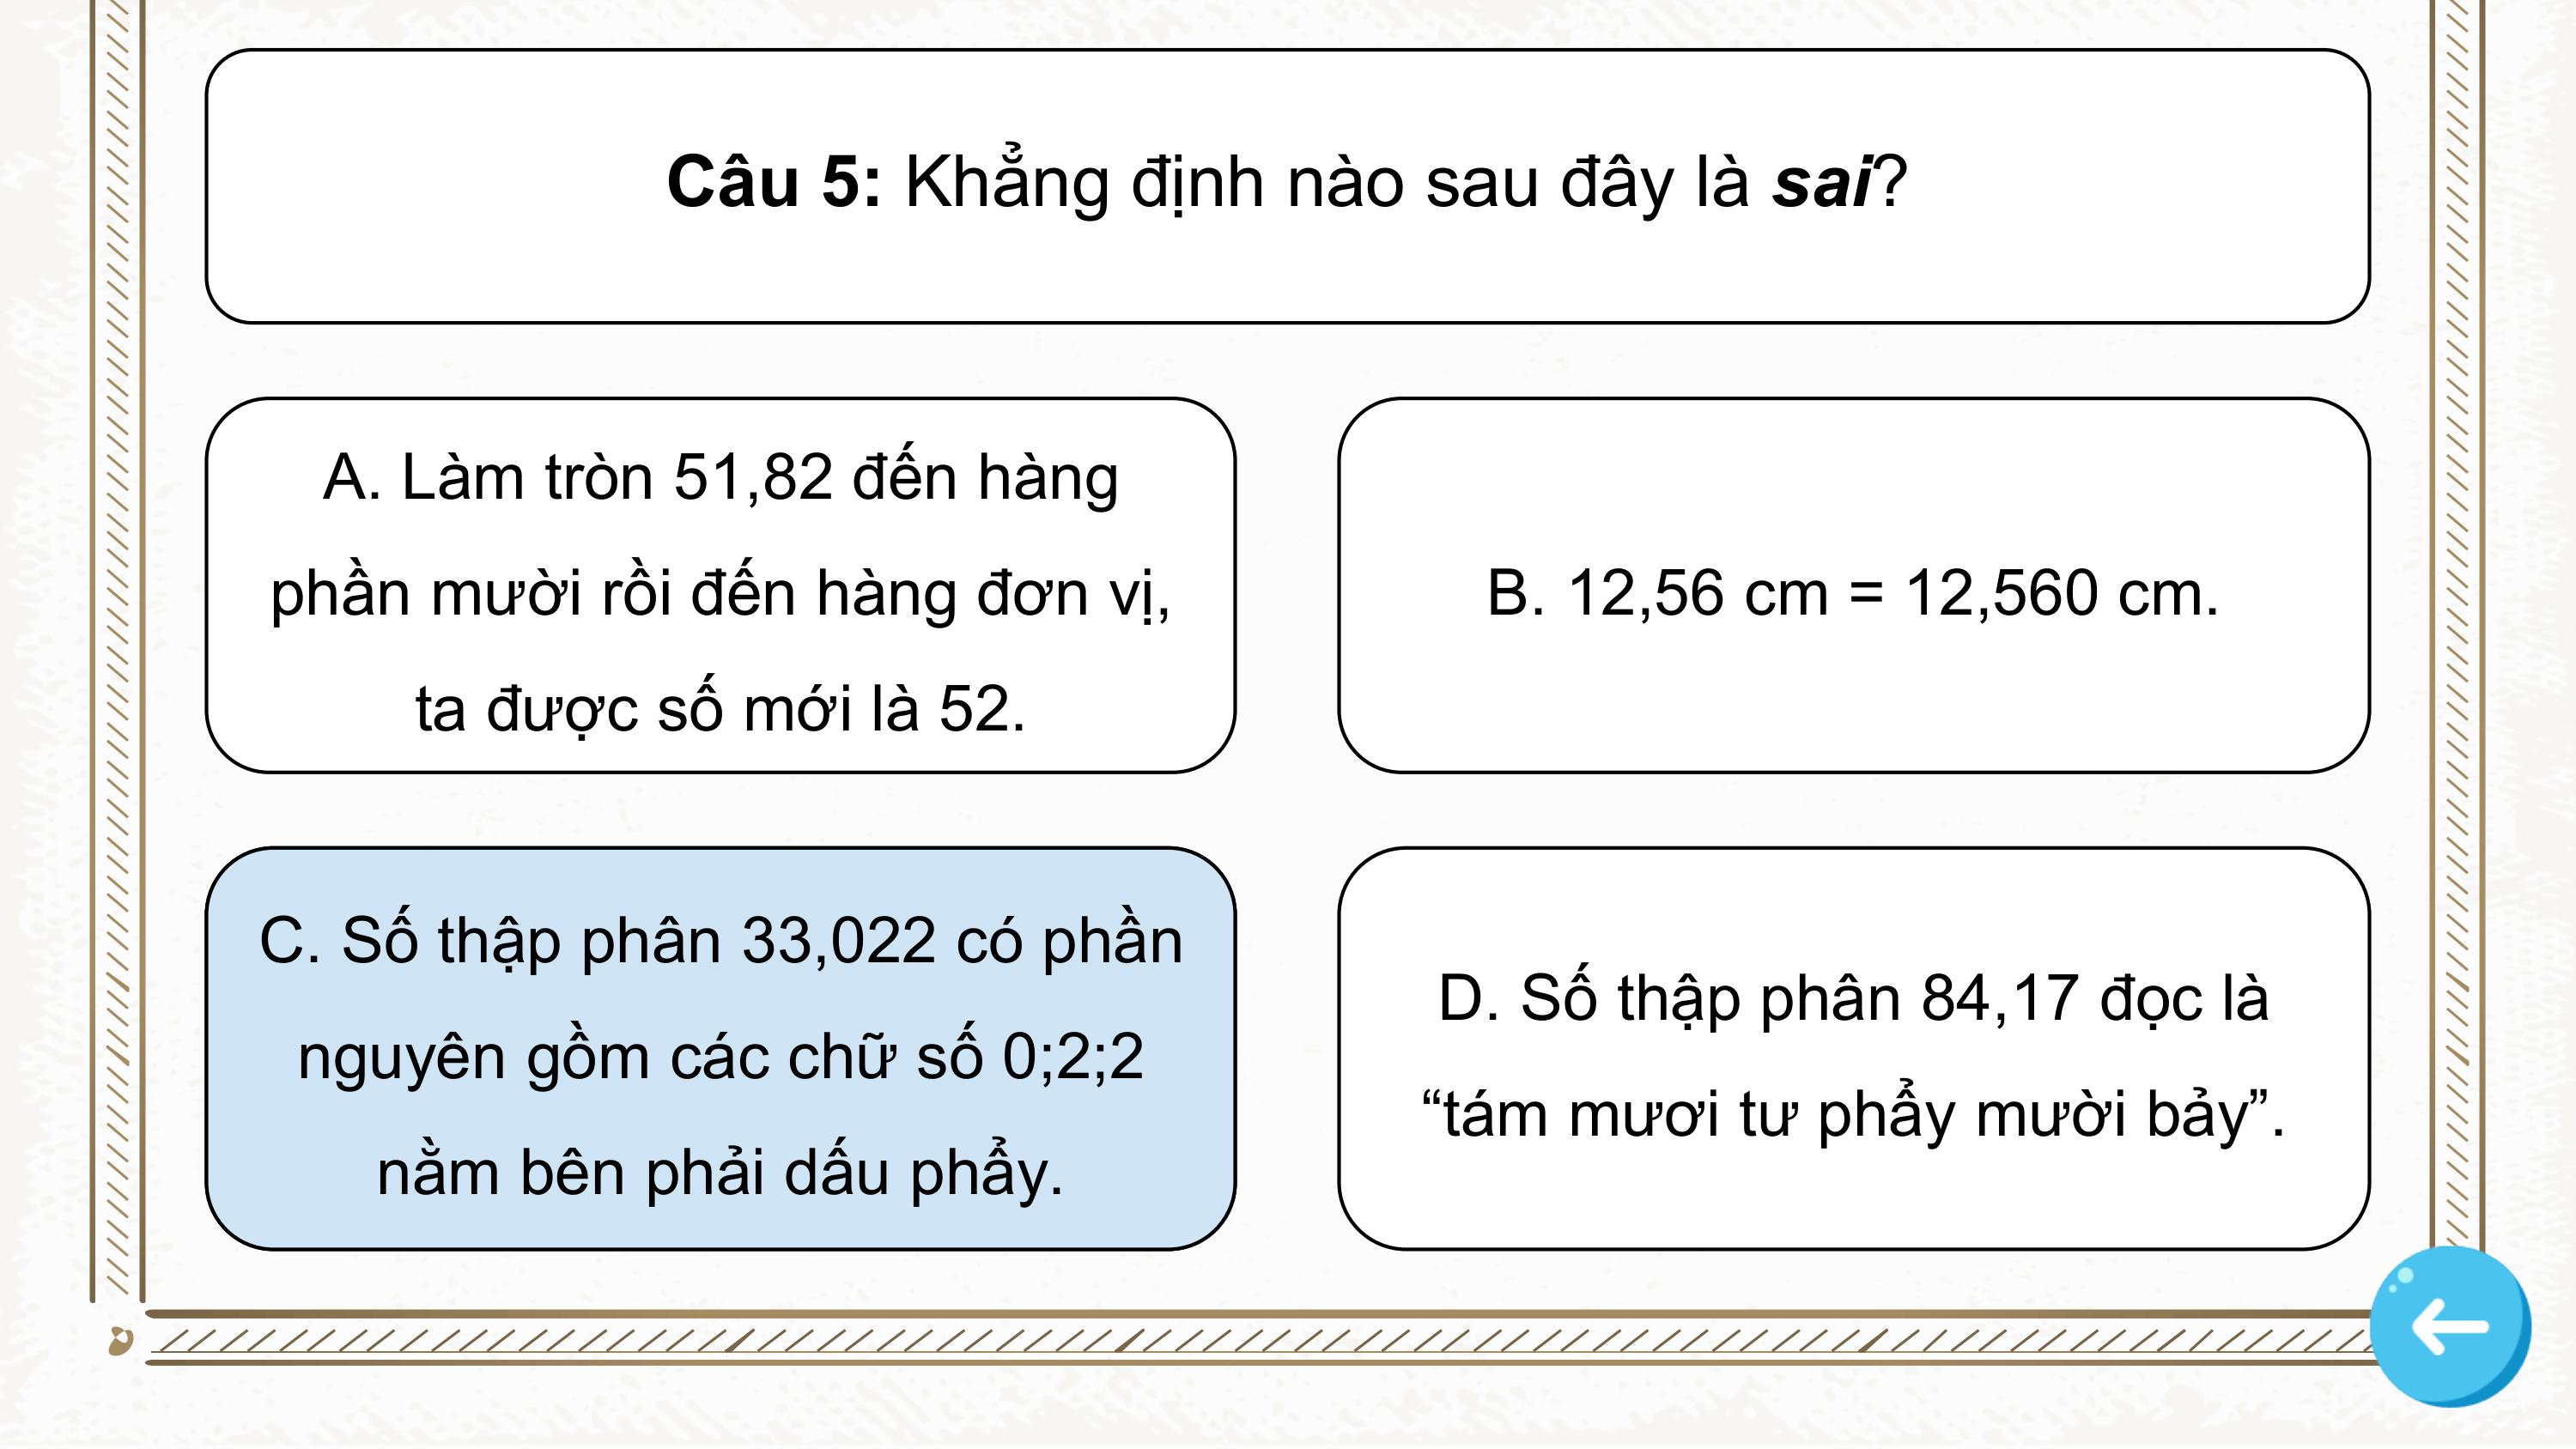 Câu 5: Khẳng định nào sau đây là sai?
A. Làm tròn 51,82 đến hàng
phần mười rồi đến hàng đơn vị,
ta được số mới là 52.
B. 12,56 cm = 12,560 cm.
C. Số thập phân 33,022 có phần
nguyên gồm các chữ số 0;2;2
nằm bên phải dấu phẩy.
D. Số thập phân 84,17 đọc là
“tám mươi tư phẩy mười bảy”.